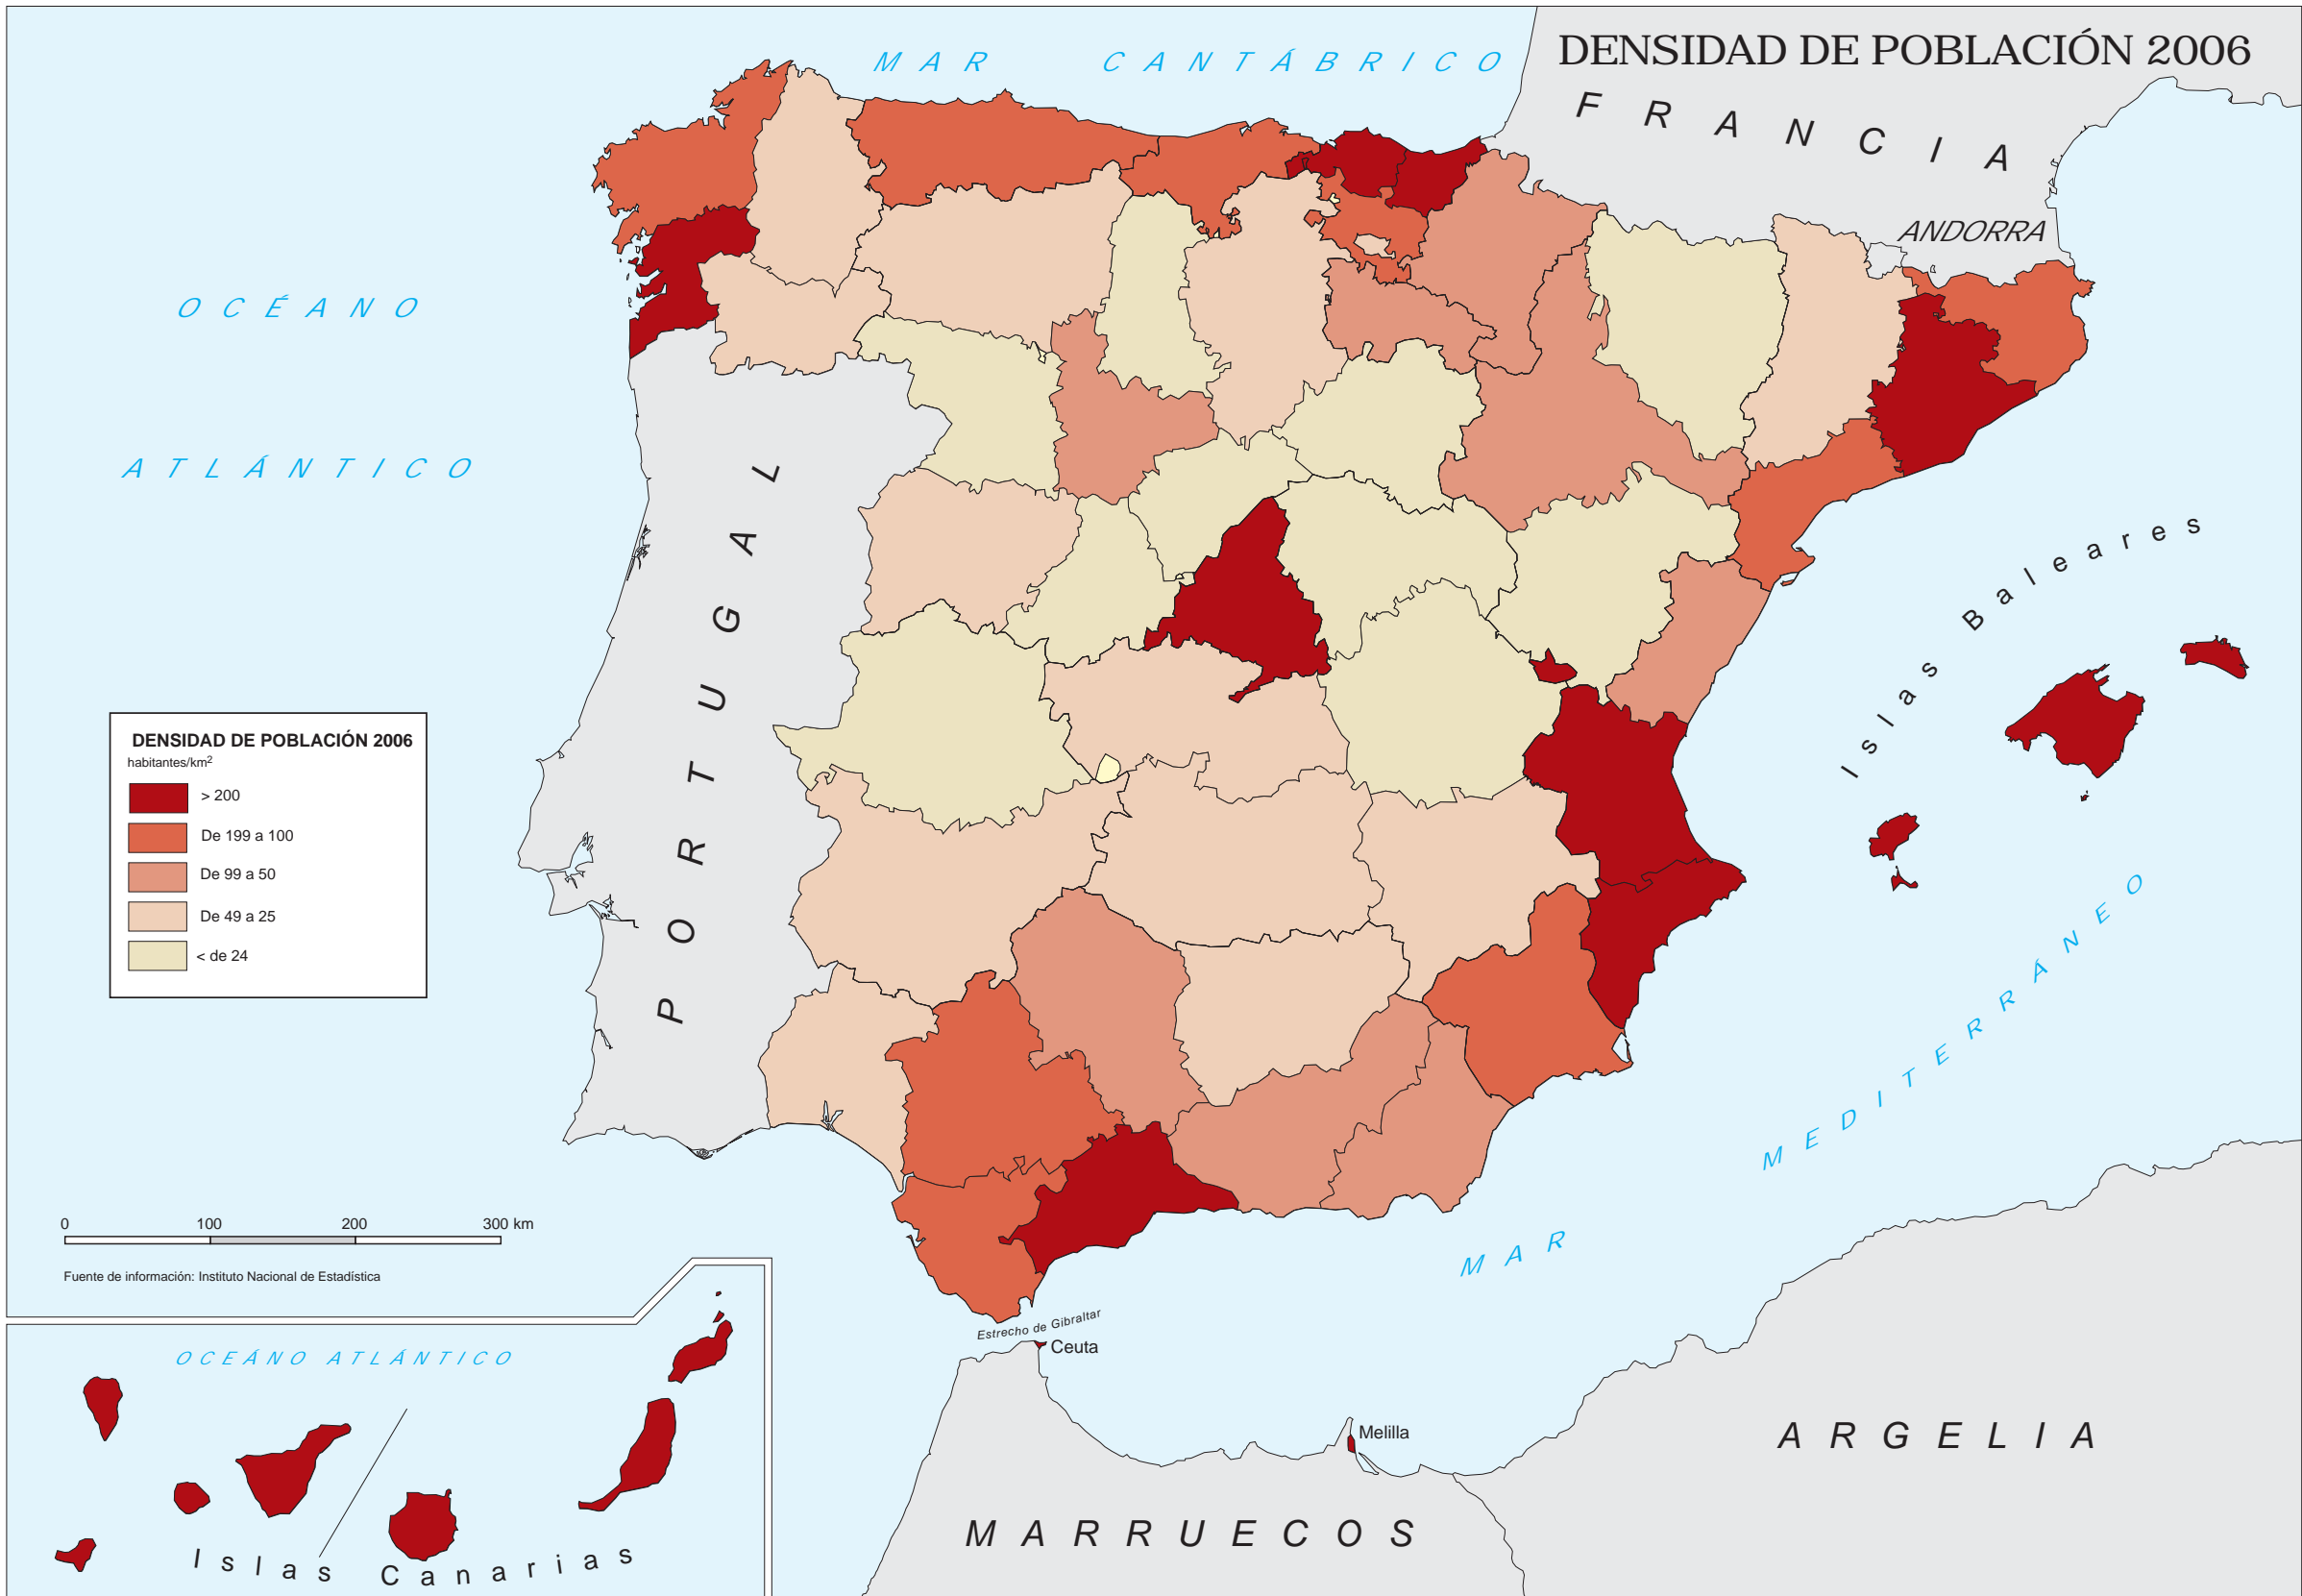 DENSIDAD DE POBLACIÓN 2006
MAR CANTÁBRICO
FRANCIA
ANDORRA
OCÉANO
ATLÁNTICO
PORTUGAL
Islas Baleares
DENSIDAD DE POBLACIÓN 2006
habitantes/km2
> 200
De 199 a 100
De 99 a 50
De 49 a 25
< de 24
MAR MEDITERRÁNEO
0 100 200 300 km
Fuente de información: Instituto Nacional de Estadística
Estrecho de Gibraltar
Ceuta
Melilla
OCEÁNO ATLÁNTICO
Islas Canarias
MARRUECOS
ARGELIA